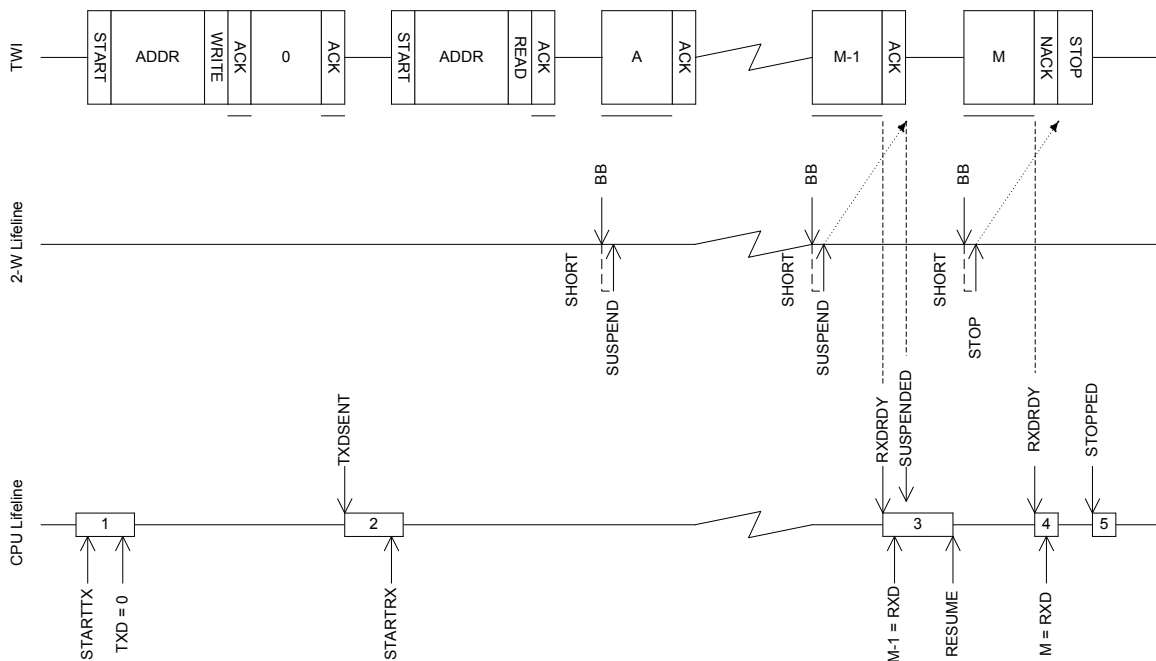 TWI
START
ADDR
WRITE
ACK
0
ACK
START
ADDR
READ
ACK
A
ACK
M-1
ACK
M
NACK
STOP
2-W Lifeline
BB
SHORT
SUSPEND
BB
SHORT
SUSPEND
BB
SHORT
STOP
CPU Lifeline
TXDSENT
RXDRDY
SUSPENDED
RXDRDY
STOPPED
1
2
3
4
5
STARTTX
TXD = 0
STARTRX
M-1 = RXD
RESUME
M = RXD